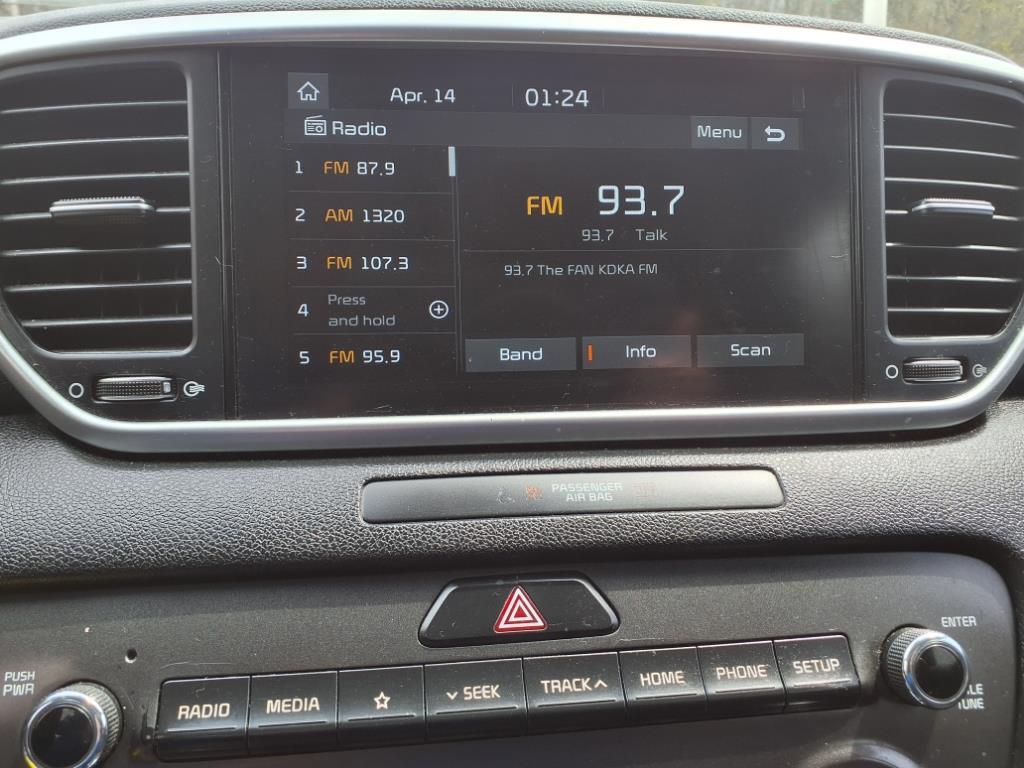 Apr. 14 01:24
Radio Menu
1 FM 87.9
2 AM 1320
3 FM 107.3
4 Press and hold
5 FM 95.9
FM 93.7
93.7 Talk
93.7 The FAN KDKA FM
Band Info Scan
PASSENGER
AIR BAG
PUSH
PWR
RADIO MEDIA SEEK TRACK HOME PHONE SETUP
ENTER
TUNE